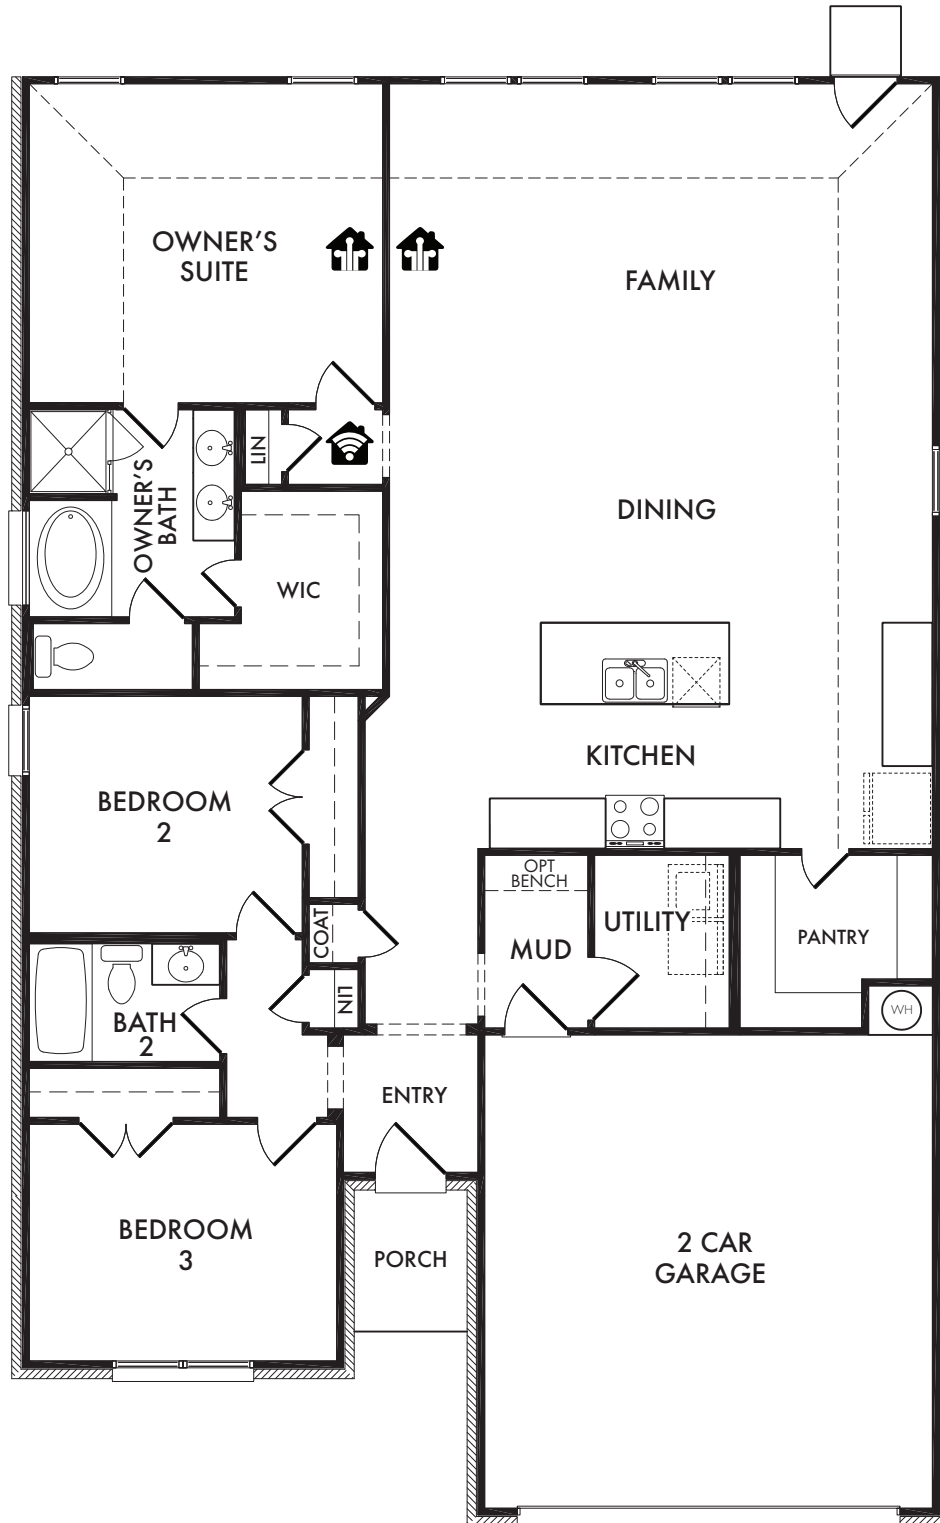 OWNER'S
SUITE
FAMILY
LIN
OWNER'S
BATH
DINING
WIC
KITCHEN
BEDROOM
2
OPT
BENCH
COAT
UTILITY
MUD
PANTRY
LIN
WH
BATH
2
ENTRY
BEDROOM
3
PORCH
2 CAR
GARAGE